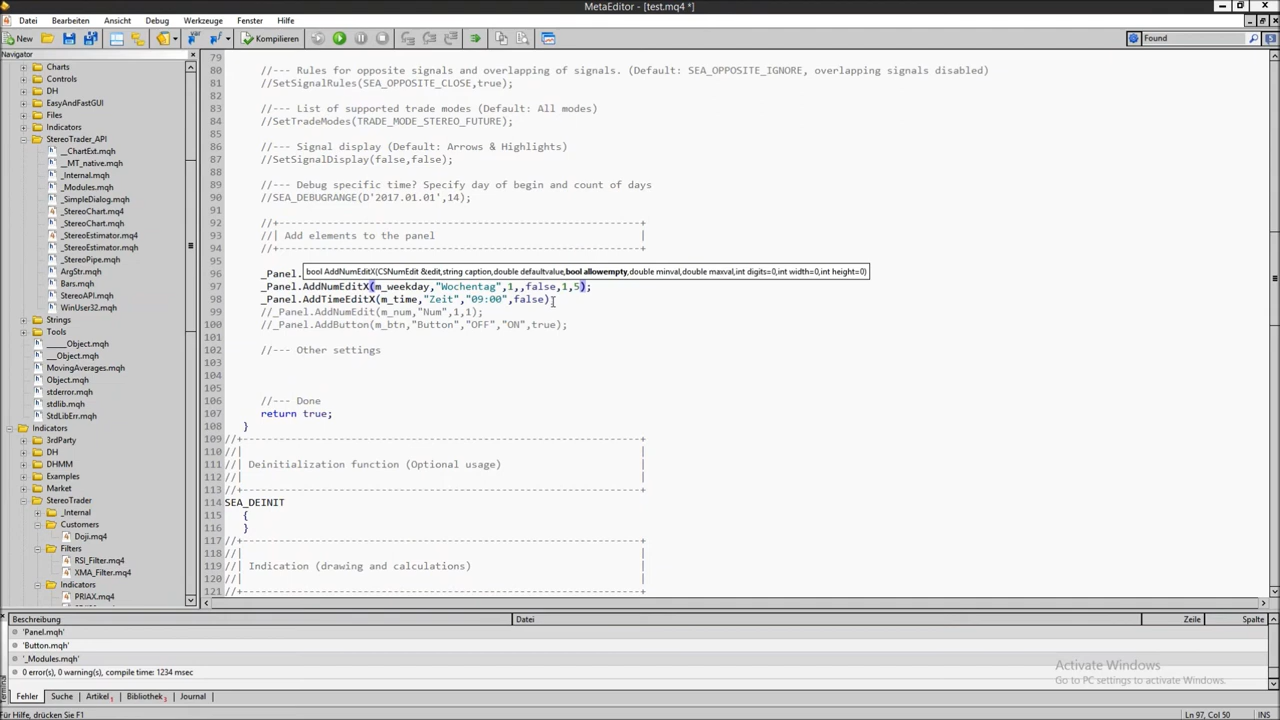 MetaEditor - [test.mq4 *]
Datei Bearbeiten Ansicht Debug Werkzeuge Fenster Hilfe
New Kompilieren Found
Navigator
Charts
Controls
DH
EasyAndFastGUI
Files
Indicators
StereoTrader_API
__ChartExt.mqh
__MT_native.mqh
_Internal.mqh
_Modules.mqh
_SimpleDialog.mqh
_StereoChart.mq4
_StereoChart.mqh
_StereoEstimator.mq4
_StereoEstimator.mqh
_StereoPipe.mqh
ArgStr.mqh
Bars.mqh
StereoAPI.mqh
WinUser32.mqh
Strings
Tools
_____Object.mqh
___Object.mqh
MovingAverages.mqh
Object.mqh
stderror.mqh
stdlib.mqh
StdLibErr.mqh
Indicators
3rdParty
DH
DHMM
Examples
Market
StereoTrader
_Internal
Customers
Doji.mq4
Filters
RSI_Filter.mq4
XMA_Filter.mq4
Indicators
PRIAX.mq4
79
80 //--- Rules for opposite signals and overlapping of signals. (Default: SEA_OPPOSITE_IGNORE, overlapping signals disabled)
81 //SetSignalRules(SEA_OPPOSITE_CLOSE,true);
82
83 //--- List of supported trade modes (Default: All modes)
84 //SetTradeModes(TRADE_MODE_STEREO_FUTURE);
85
86 //--- Signal display (Default: Arrows & Highlights)
87 //SetSignalDisplay(false,false);
88
89 //--- Debug specific time? Specify day of begin and count of days
90 //SEA_DEBUGRANGE(D'2017.01.01',14);
91
92 //+------------------------------------------------------------+
93 //| Add elements to the panel |
94 //+------------------------------------------------------------+
95
bool AddNumEditX(CSNumEdit &edit,string caption,double defaultvalue,bool allowempty,double minval,double maxval,int digits=0,int width=0,int height=0)
96 _Panel.
97 _Panel.AddNumEditX(m_weekday,"Wochentag",1,,false,1,5);
98 _Panel.AddTimeEditX(m_time,"Zeit","09:00",false)
99 //_Panel.AddNumEdit(m_num,"Num",1,1);
100 //_Panel.AddButton(m_btn,"Button","OFF","ON",true);
101
102 //--- Other settings
103
104
105
106 //--- Done
107 return true;
108 }
109 //+------------------------------------------------------------------+
110 //| |
111 //| Deinitialization function (Optional usage) |
112 //| |
113 //+------------------------------------------------------------------+
114 SEA_DEINIT
115 {
116 }
117 //+------------------------------------------------------------------+
118 //| |
119 //| Indication (drawing and calculations) |
120 //| |
121 //+------------------------------------------------------------------+
Beschreibung Datei Zeile Spalte
'Panel.mqh'
'Button.mqh'
'_Modules.mqh'
0 error(s), 0 warning(s), compile time: 1234 msec
Activate Windows
Go to PC settings to activate Windows.
Terminal
Fehler Suche Artikel Bibliothek Journal
Für Hilfe, drücken Sie F1 Ln 97, Col 50 INS